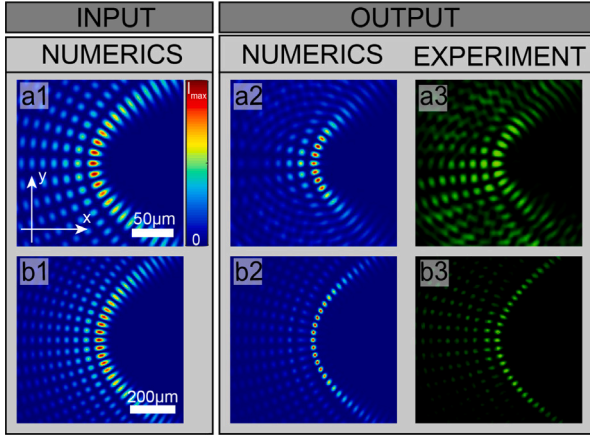 INPUT
OUTPUT
NUMERICS
NUMERICS
EXPERIMENT
a1
I max
0
y
x
50µm
a2
a3
b1
200µm
b2
b3